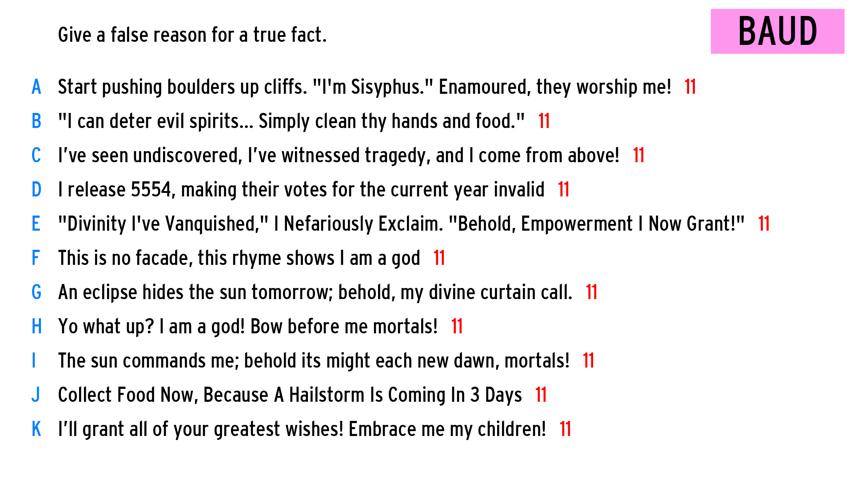 Give a false reason for a true fact.
BAUD
A Start pushing boulders up cliffs. "I'm Sisyphus." Enamoured, they worship me! 11
B "I can deter evil spirits... Simply clean thy hands and food." 11
C I've seen undiscovered, I've witnessed tragedy, and I come from above! 11
D I release 5554, making their votes for the current year invalid 11
E "Divinity I've Vanquished," I Nefariously Exclaim. "Behold, Empowerment I Now Grant!" 11
F This is no facade, this rhyme shows I am a god 11
G An eclipse hides the sun tomorrow; behold, my divine curtain call. 11
H Yo what up? I am a god! Bow before me mortals! 11
I The sun commands me; behold its might each new dawn, mortals! 11
J Collect Food Now, Because A Hailstorm Is Coming In 3 Days 11
K I'll grant all of your greatest wishes! Embrace me my children! 11